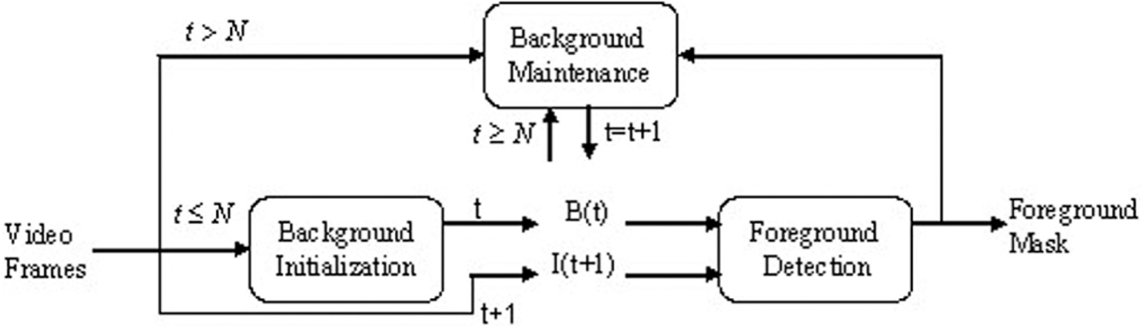 t > N
Background
Maintenance
t ≥ N
t=t+1
Video
Frames
t ≤ N
Background
Initialization
t
B(t)
I(t+1)
t+1
Foreground
Detection
Foreground
Mask